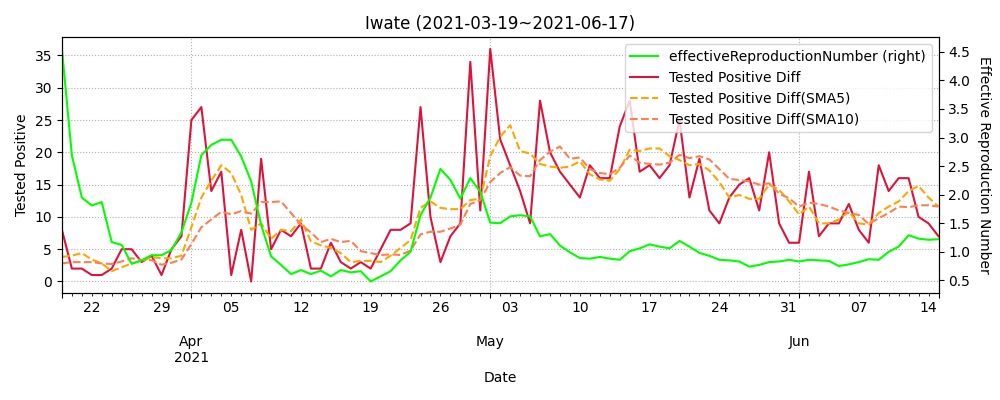 Iwate (2021-03-19~2021-06-17)
effectiveReproductionNumber (right)
Tested Positive Diff
Tested Positive Diff(SMA5)
Tested Positive Diff(SMA10)
Tested Positive
35
30
25
20
15
10
5
0
4.5
4.0
3.5
3.0
2.5
2.0
1.5
1.0
0.5
Effective Reproduction Number
22 29 05 12 19 26 03 10 17 24 31 07 14
Apr May Jun
2021
Date